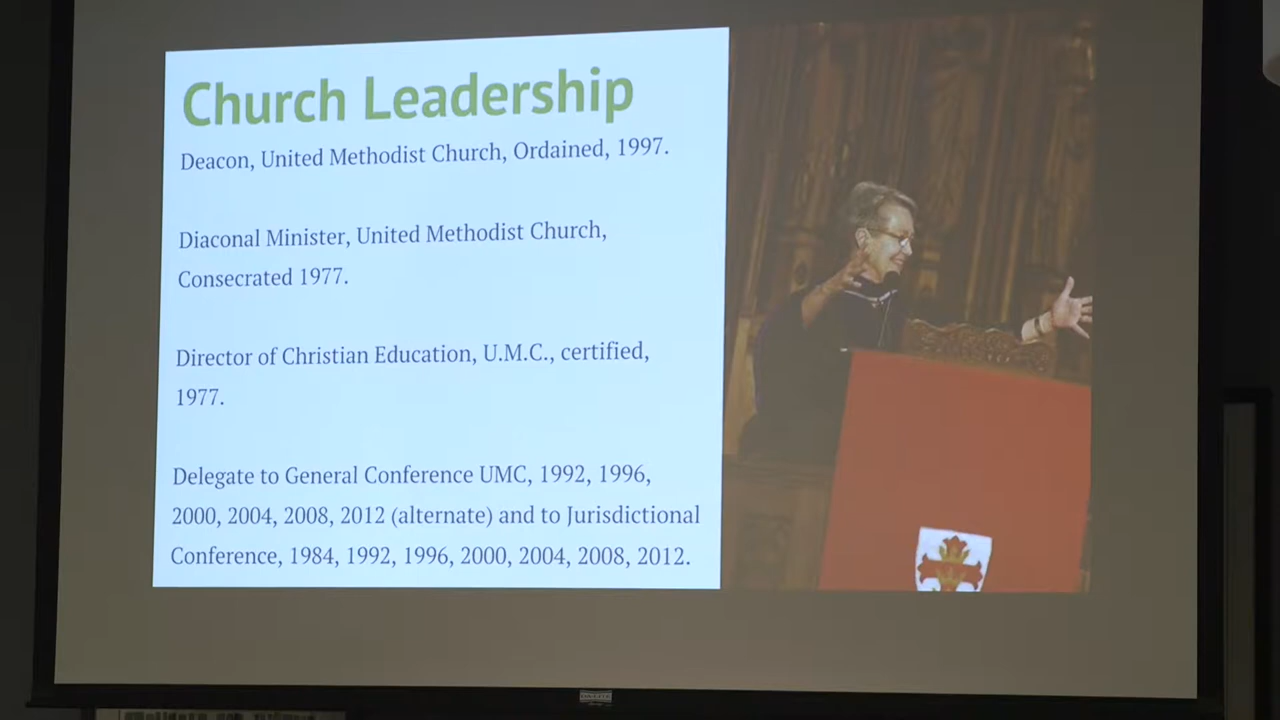 Church Leadership
Deacon, United Methodist Church, Ordained, 1997.
Diaconal Minister, United Methodist Church,
Consecrated 1977.
Director of Christian Education, U.M.C., certified,
1977.
Delegate to General Conference UMC, 1992, 1996,
2000, 2004, 2008, 2012 (alternate) and to Jurisdictional
Conference, 1984, 1992, 1996, 2000, 2004, 2008, 2012.